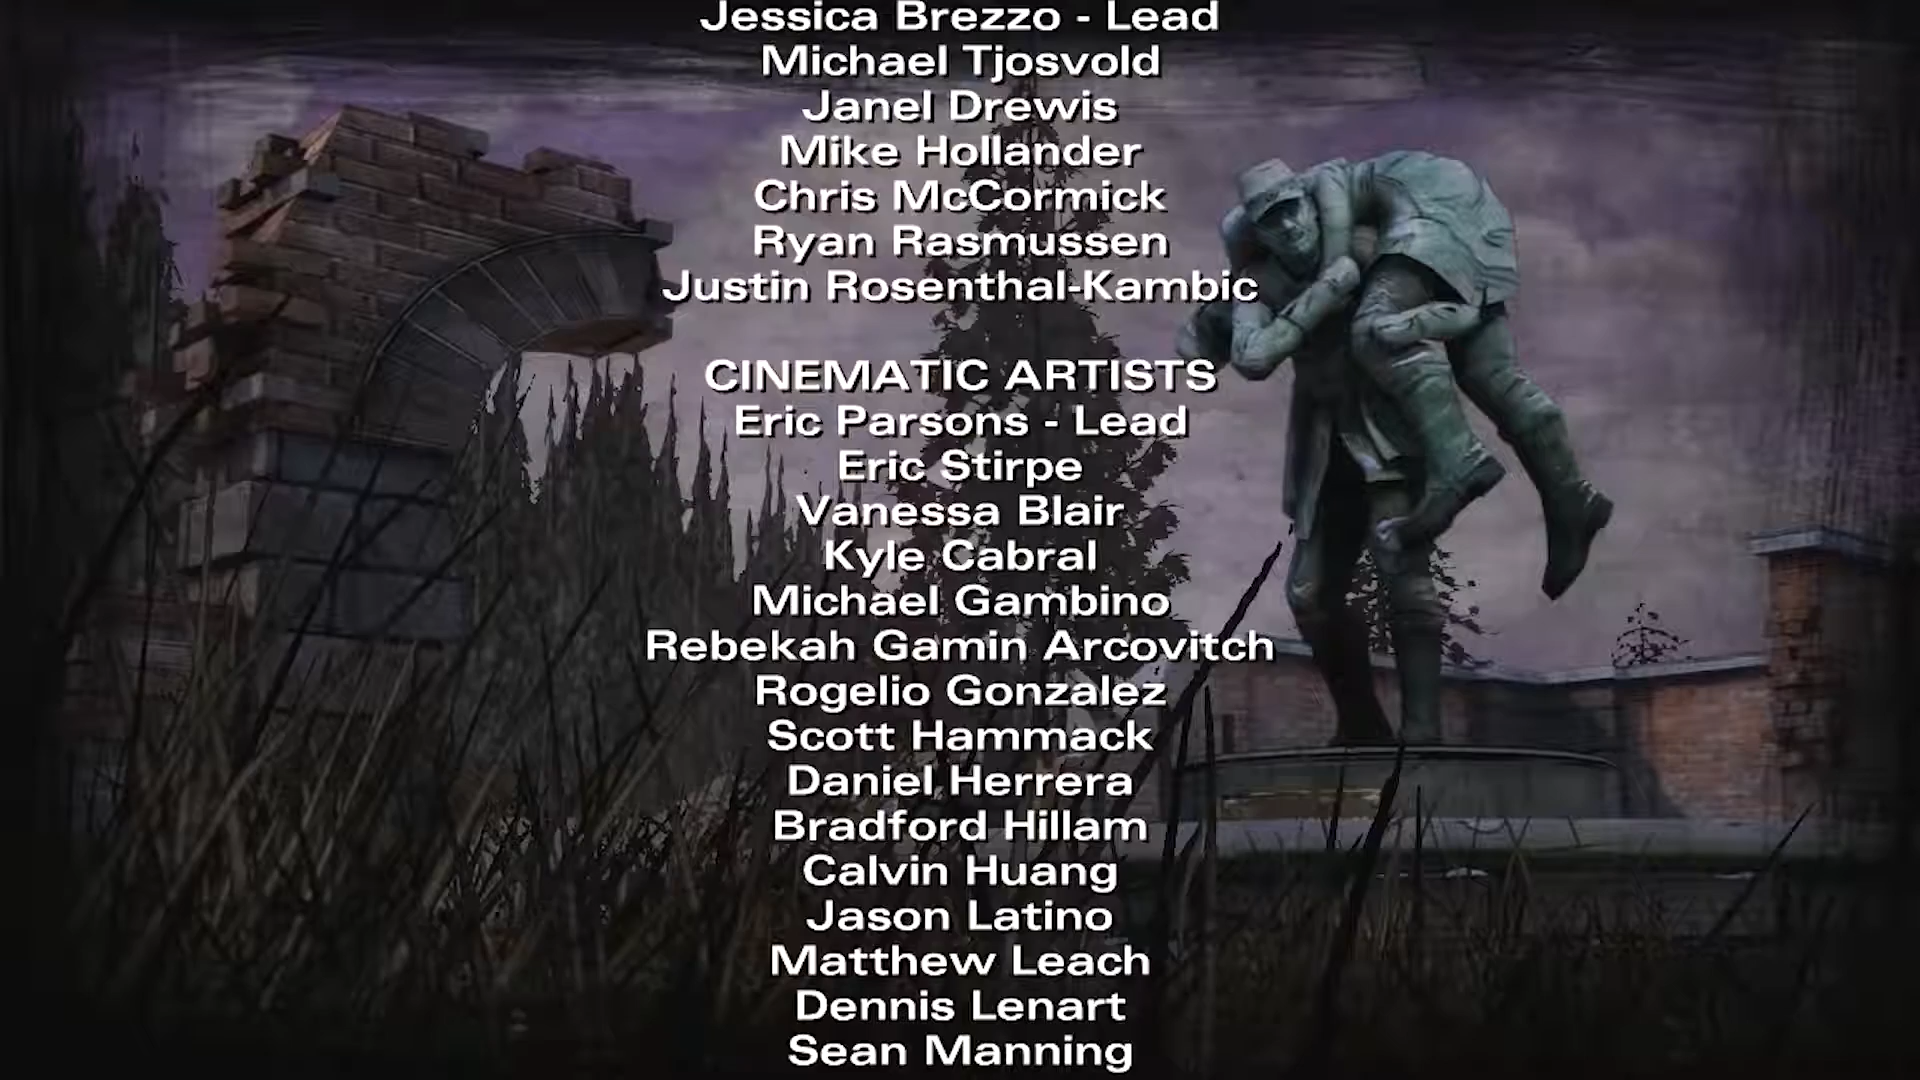 Jessica Brezzo - Lead
Michael Tjosvold
Janel Drewis
Mike Hollander
Chris McCormick
Ryan Rasmussen
Justin Rosenthal-Kambic
CINEMATIC ARTISTS
Eric Parsons - Lead
Eric Stirpe
Vanessa Blair
Kyle Cabral
Michael Gambino
Rebekah Gamin Arcovitch
Rogelio Gonzalez
Scott Hammack
Daniel Herrera
Bradford Hillam
Calvin Huang
Jason Latino
Matthew Leach
Dennis Lenart
Sean Manning